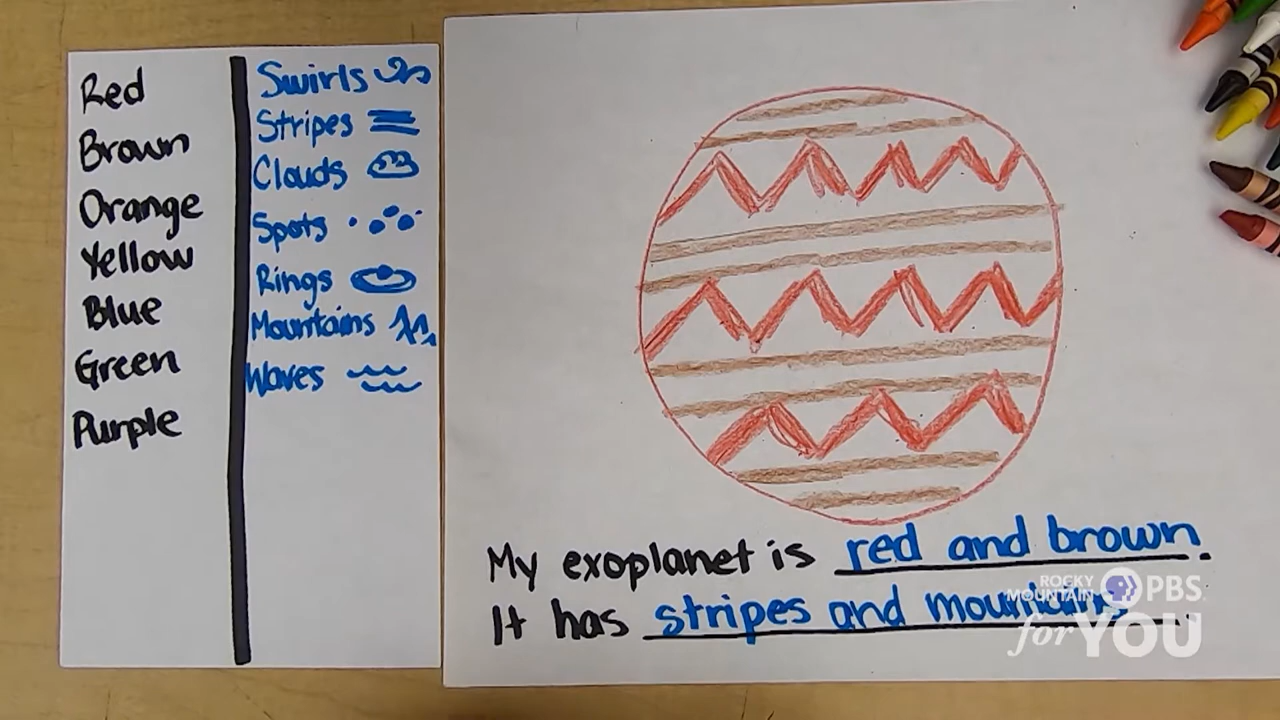 Red
Brown
Orange
Yellow
Blue
Green
Purple
Swirls
Stripes
Clouds
Spots
Rings
Mountains
Waves
My exoplanet is red and brown.
It has stripes and mountains.
ROCKY
MOUNTAIN PBS
for YOU